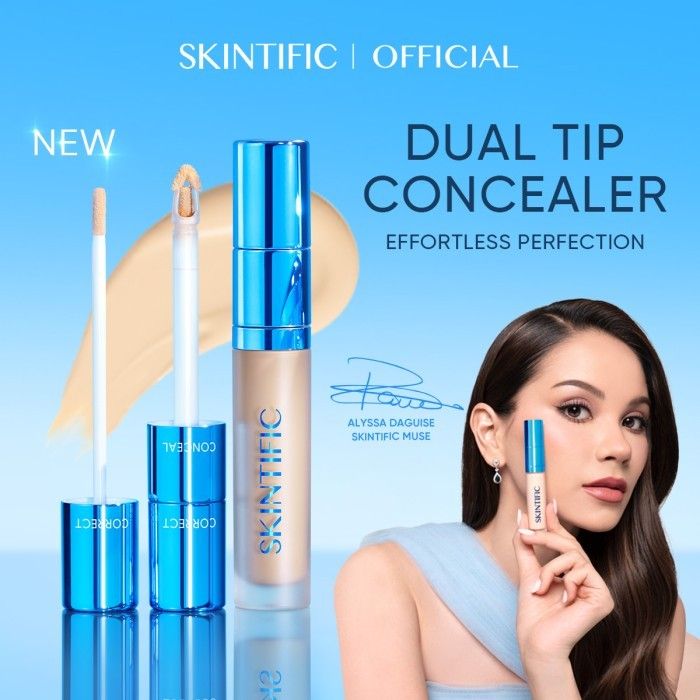 SKINTIFIC | OFFICIAL
NEW
DUAL TIP
CONCEALER
EFFORTLESS PERFECTION
ALYSSA DAGUISE
SKINTIFIC MUSE
CONCEAL
CORRECT
CORRECT
SKINTIFIC
SKINTIFIC